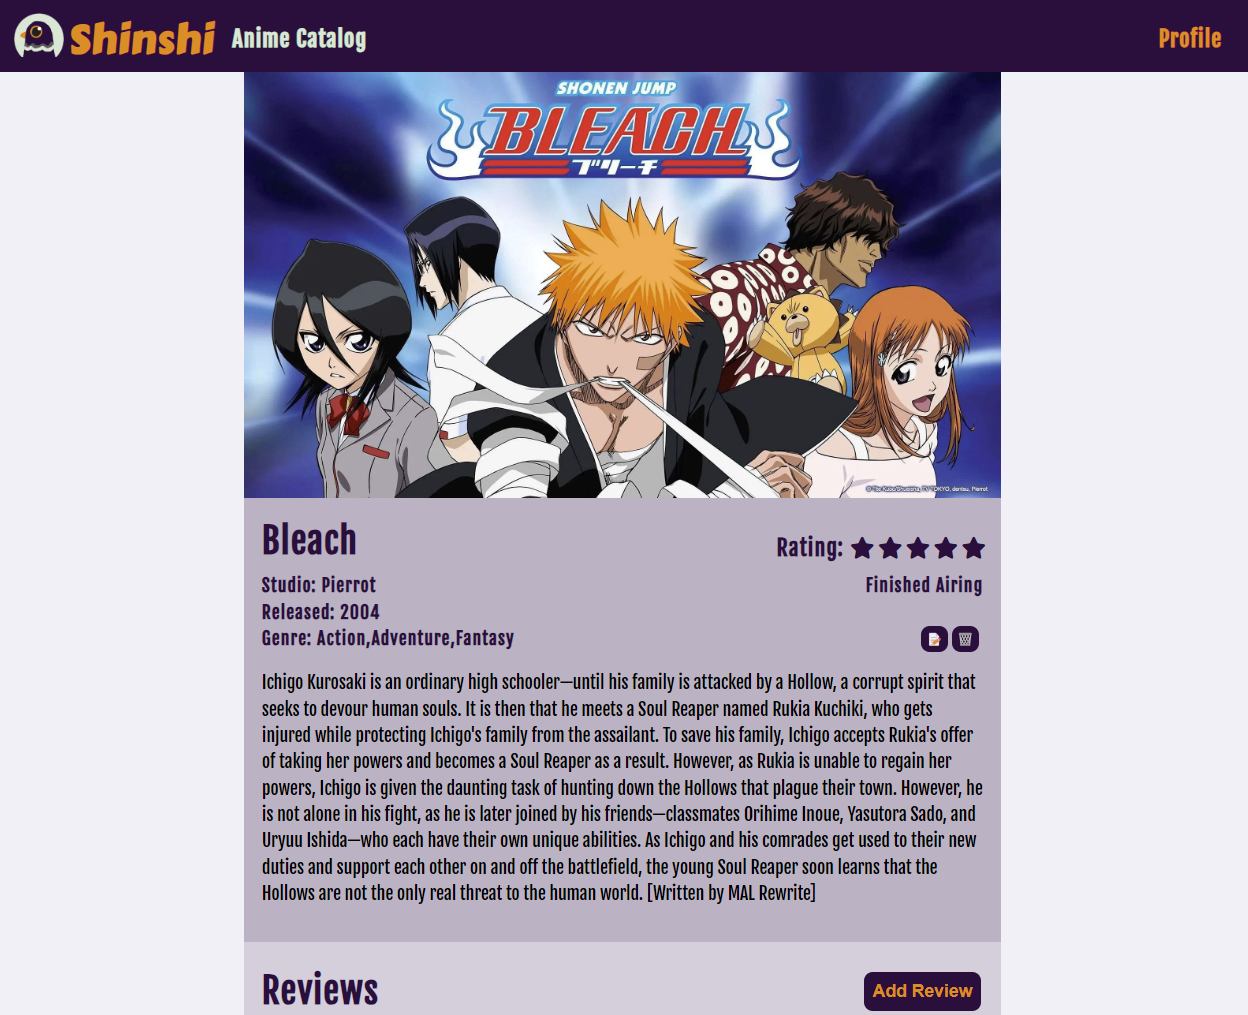 Shinshi Anime Catalog Profile
SHONEN JUMP
BLEACH
ブリーチ
© Tite Kubo/Shueisha, TV TOKYO, dentsu, Pierrot
Bleach
Rating:
Studio: Pierrot
Finished Airing
Released: 2004
Genre: Action,Adventure,Fantasy
Ichigo Kurosaki is an ordinary high schooler—until his family is attacked by a Hollow, a corrupt spirit that
seeks to devour human souls. It is then that he meets a Soul Reaper named Rukia Kuchiki, who gets
injured while protecting Ichigo's family from the assailant. To save his family, Ichigo accepts Rukia's offer
of taking her powers and becomes a Soul Reaper as a result. However, as Rukia is unable to regain her
powers, Ichigo is given the daunting task of hunting down the Hollows that plague their town. However, he
is not alone in his fight, as he is later joined by his friends—classmates Orihime Inoue, Yasutora Sado, and
Uryuu Ishida—who each have their own unique abilities. As Ichigo and his comrades get used to their new
duties and support each other on and off the battlefield, the young Soul Reaper soon learns that the
Hollows are not the only real threat to the human world. [Written by MAL Rewrite]
Reviews
Add Review